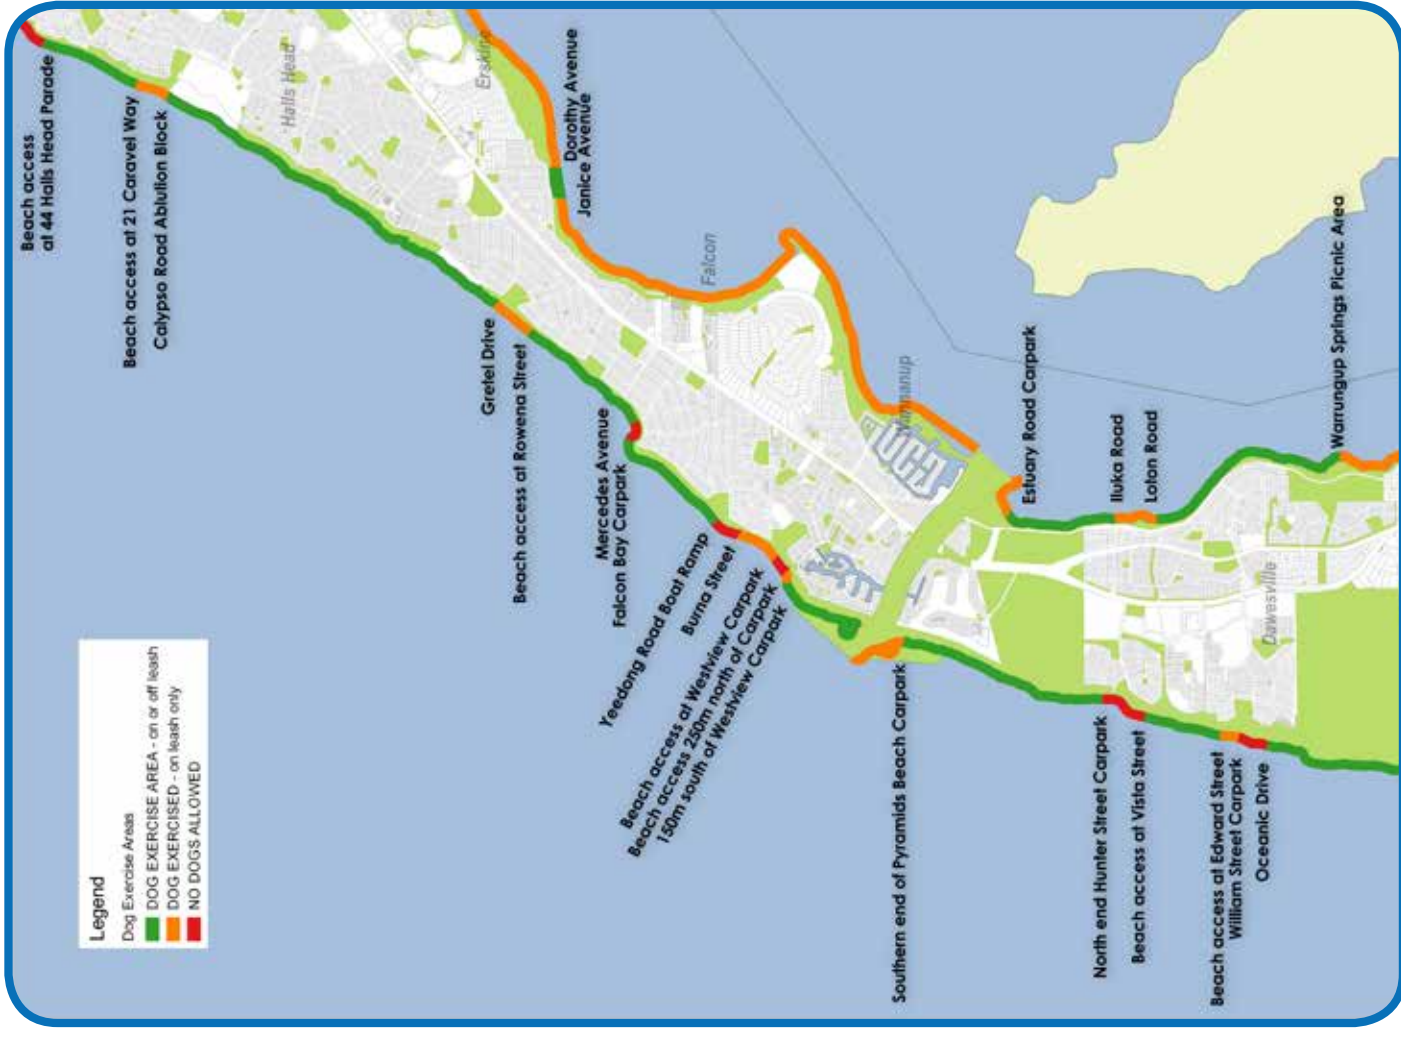 Beach access
at 44 Halls Head Parade
Beach access at 21 Caravel Way
Calypso Road Ablution Block
Halls Head
Erskine
Dorothy Avenue
Janice Avenue
Gretel Drive
Beach access at Rowena Street
Falcon
Mercedes Avenue
Falcon Bay Carpark
Yeedong Road Boat Ramp
Burna Street
Beach access at Westview Carpark
Beach access 250m north of Carpark
150m south of Westview Carpark
Wannanup
Estuary Road Carpark
Iluka Road
Loton Road
Warrungup Springs Picnic Area
Southern end of Pyramids Beach Carpark
North end Hunter Street Carpark
Beach access at Vista Street
Dawesville
Beach access at Edward Street
William Street Carpark
Oceanic Drive
Legend
Dog Exercise Areas
DOG EXERCISE AREA - on or off leash
DOG EXERCISED - on leash only
NO DOGS ALLOWED